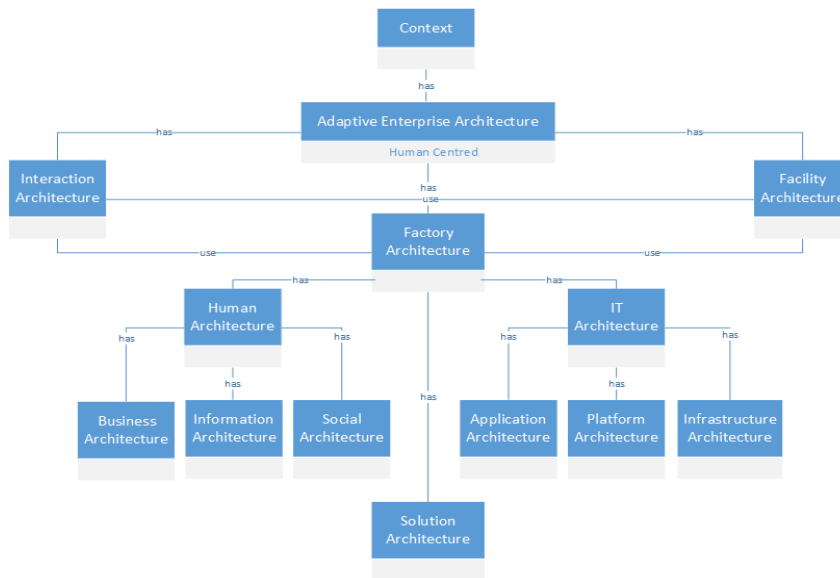 Context
has
Adaptive Enterprise Architecture
Human Centred
has
has
Interaction
Architecture
Facility
Architecture
has
use
Factory
Architecture
use
use
has
has
Human
Architecture
IT
Architecture
has
has
has
has
has
has
has
Business
Architecture
Information
Architecture
Social
Architecture
Application
Architecture
Platform
Architecture
Infrastructure
Architecture
Solution
Architecture